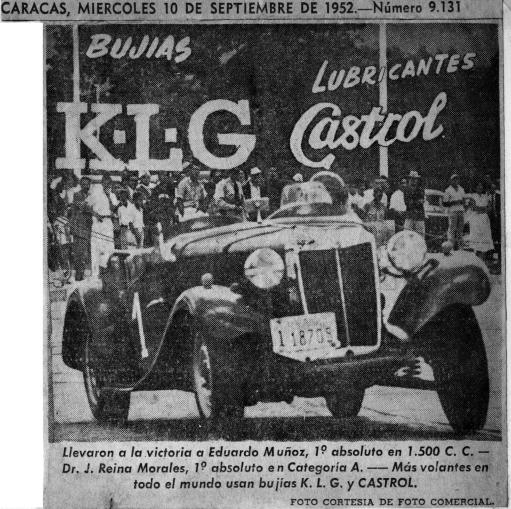 CARACAS, MIERCOLES 10 DE SEPTIEMBRE DE 1952.—Número 9.131
BUJIAS
LUBRICANTES
K·L·G
Castrol
1 18705
Llevaron a la victoria a Eduardo Muñoz, 1º absoluto en 1.500 C. C. —
Dr. J. Reina Morales, 1º absoluto en Categoría A. —— Más volantes en
todo el mundo usan bujías K. L. G. y CASTROL.
FOTO CORTESIA DE FOTO COMERCIAL.